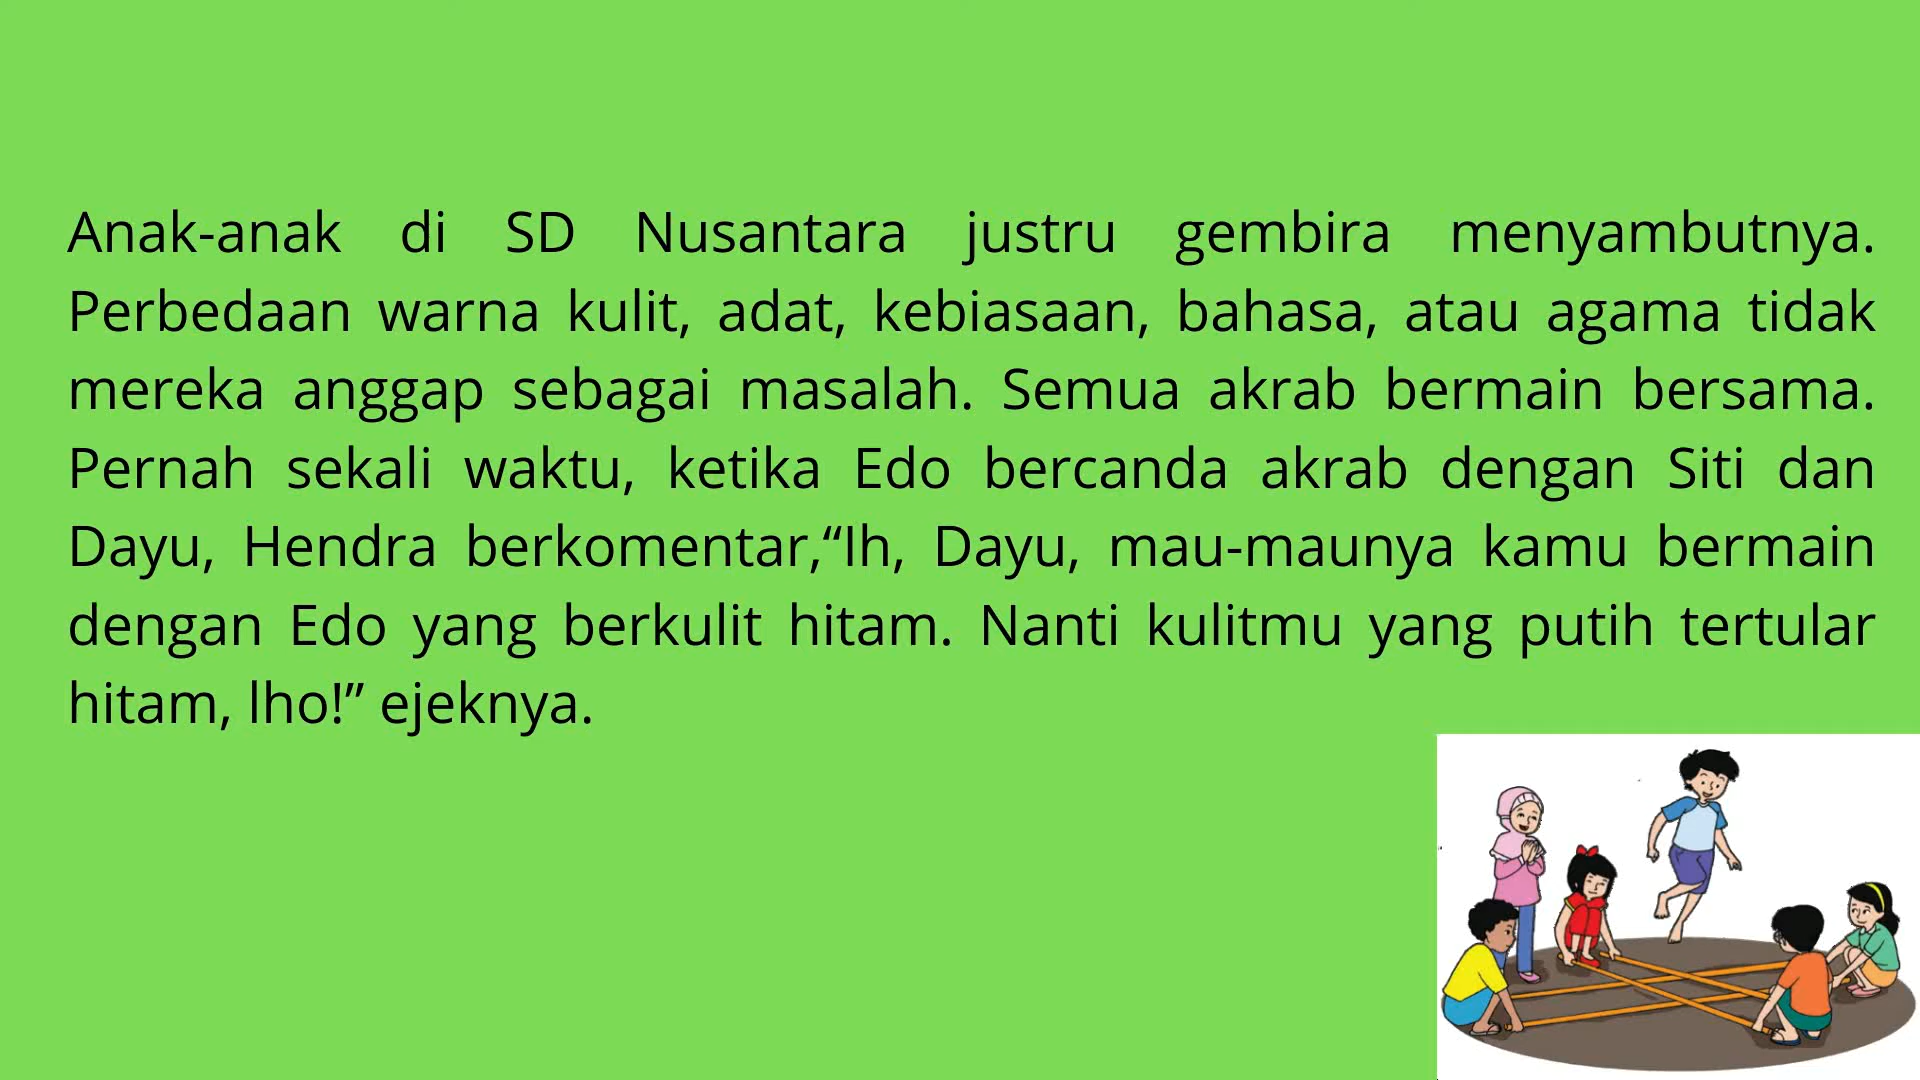 Anak-anak di SD Nusantara justru gembira menyambutnya.
Perbedaan warna kulit, adat, kebiasaan, bahasa, atau agama tidak
mereka anggap sebagai masalah. Semua akrab bermain bersama.
Pernah sekali waktu, ketika Edo bercanda akrab dengan Siti dan
Dayu, Hendra berkomentar,“Ih, Dayu, mau-maunya kamu bermain
dengan Edo yang berkulit hitam. Nanti kulitmu yang putih tertular
hitam, lho!” ejeknya.